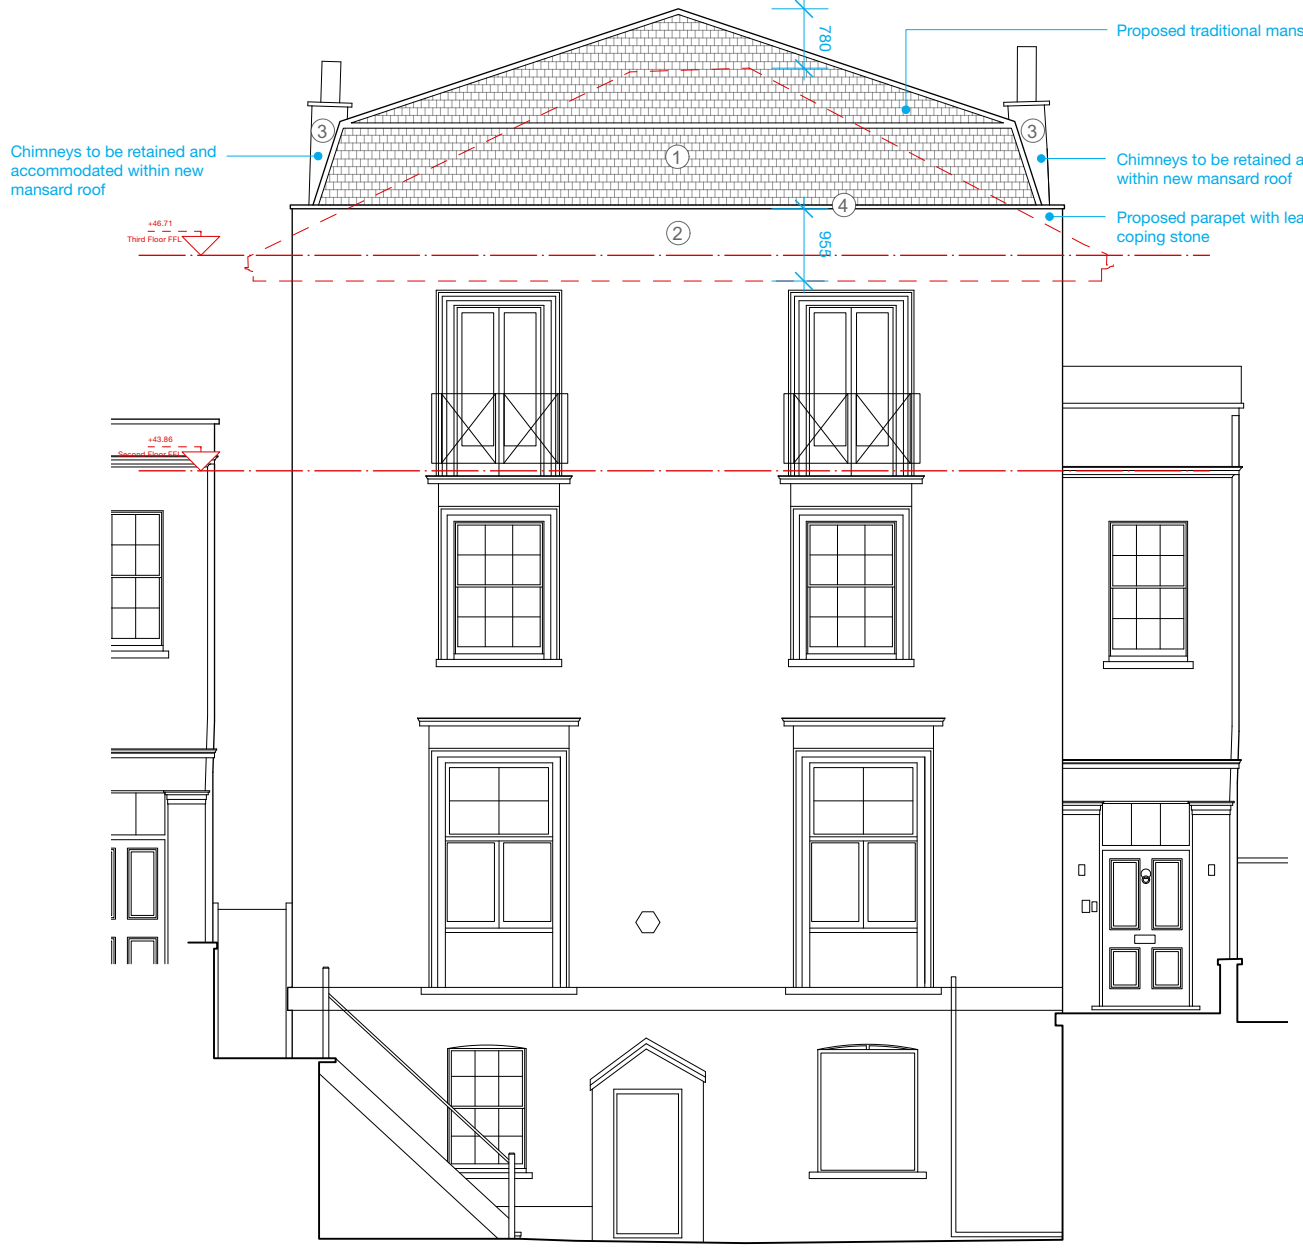 780
Proposed traditional mans
3
3
Chimneys to be retained and
accommodated within new
mansard roof
1
Chimneys to be retained a
within new mansard roof
4
Proposed parapet with lea
coping stone
+46.71
Third Floor FFL
2
955
+43.86
Second Floor FFL